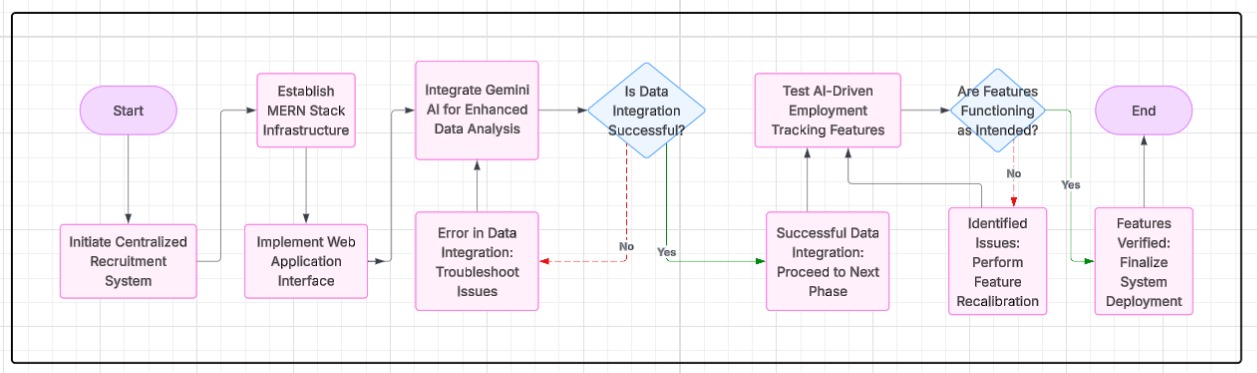 Start
Initiate Centralized
Recruitment
System
Establish
MERN Stack
Infrastructure
Implement Web
Application
Interface
Integrate Gemini
AI for Enhanced
Data Analysis
Is Data
Integration
Successful?
No
Error in Data
Integration:
Troubleshoot
Issues
Yes
Successful Data
Integration:
Proceed to Next
Phase
Test AI-Driven
Employment
Tracking Features
Are Features
Functioning
as Intended?
No
Identified
Issues:
Perform
Feature
Recalibration
Yes
Features
Verified:
Finalize
System
Deployment
End